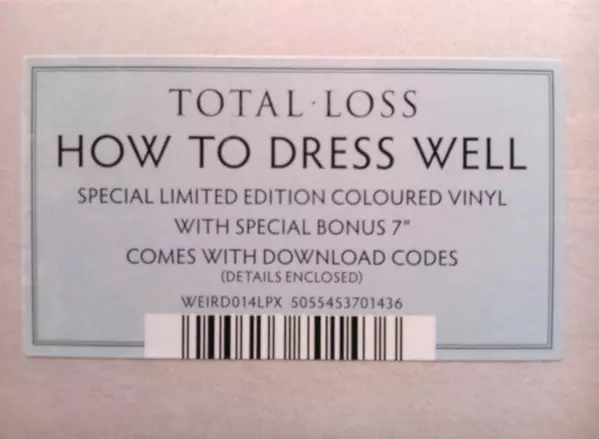 TOTAL·LOSS
HOW TO DRESS WELL
SPECIAL LIMITED EDITION COLOURED VINYL
WITH SPECIAL BONUS 7"
COMES WITH DOWNLOAD CODES
(DETAILS ENCLOSED)
WEIRD014LPX 5055453701436